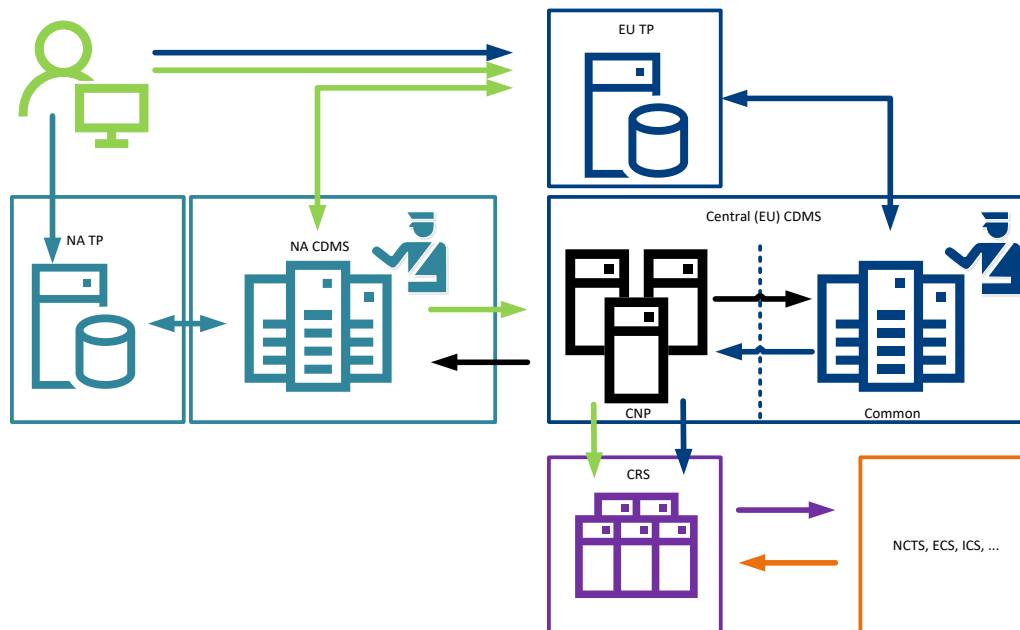 EU TP
Central (EU) CDMS
NA TP
NA CDMS
CNP
Common
CRS
NCTS, ECS, ICS, ...